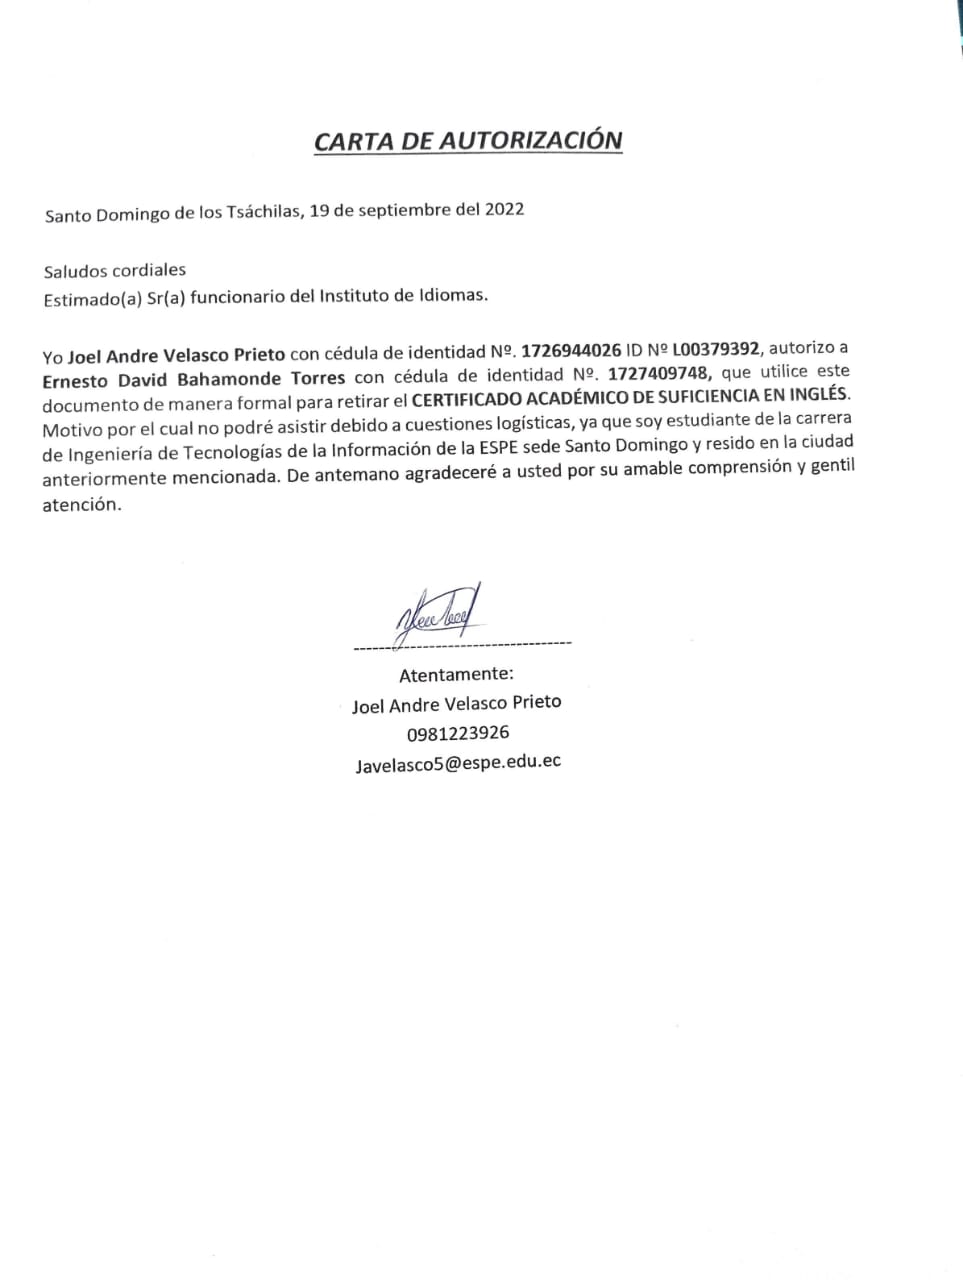 CARTA DE AUTORIZACIÓN
Santo Domingo de los Tsáchilas, 19 de septiembre del 2022
Saludos cordiales
Estimado(a) Sr(a) funcionario del Instituto de Idiomas.
Yo Joel Andre Velasco Prieto con cédula de identidad Nº. 1726944026 ID Nº L00379392, autorizo a
Ernesto David Bahamonde Torres con cédula de identidad Nº. 1727409748, que utilice este
documento de manera formal para retirar el CERTIFICADO ACADÉMICO DE SUFICIENCIA EN INGLÉS.
Motivo por el cual no podré asistir debido a cuestiones logísticas, ya que soy estudiante de la carrera
de Ingeniería de Tecnologías de la Información de la ESPE sede Santo Domingo y resido en la ciudad
anteriormente mencionada. De antemano agradeceré a usted por su amable comprensión y gentil
atención.
Atentamente:
Joel Andre Velasco Prieto
0981223926
Javelasco5@espe.edu.ec